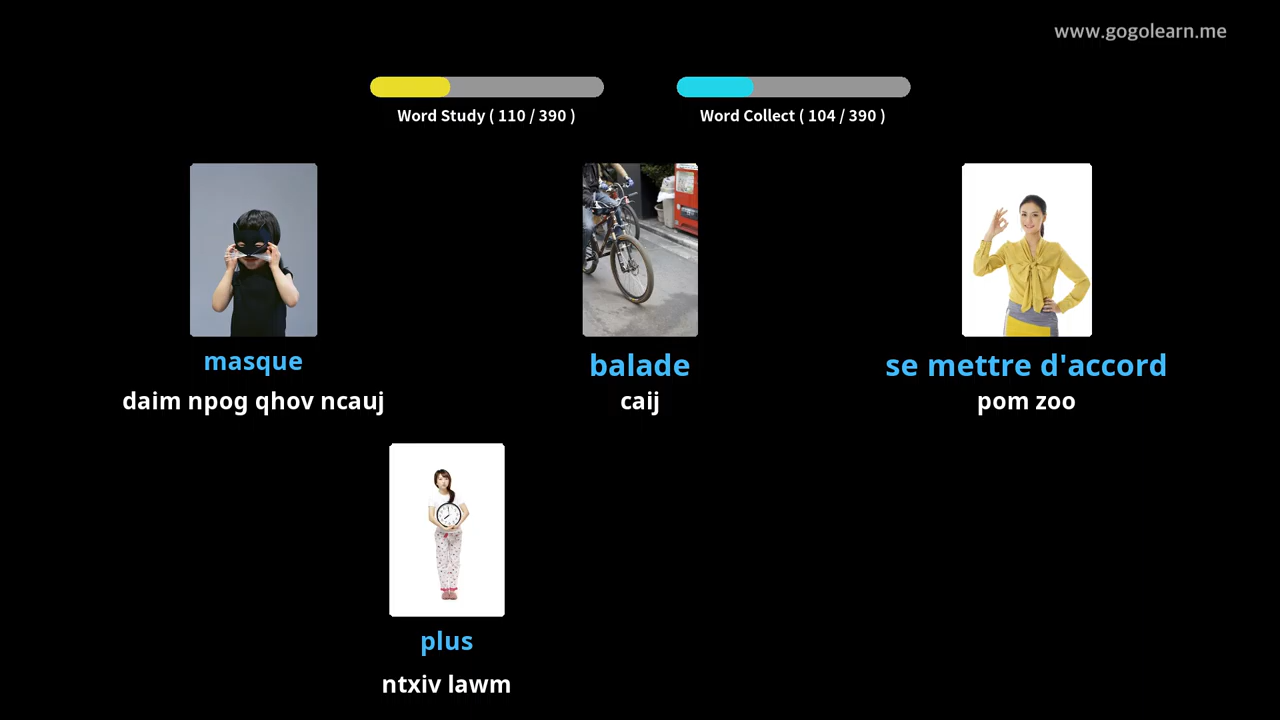 www.gogolearn.me
Word Study ( 110 / 390 )
Word Collect ( 104 / 390 )
masque
balade
se mettre d'accord
daim npog qhov ncauj
caij
pom zoo
plus
ntxiv lawm